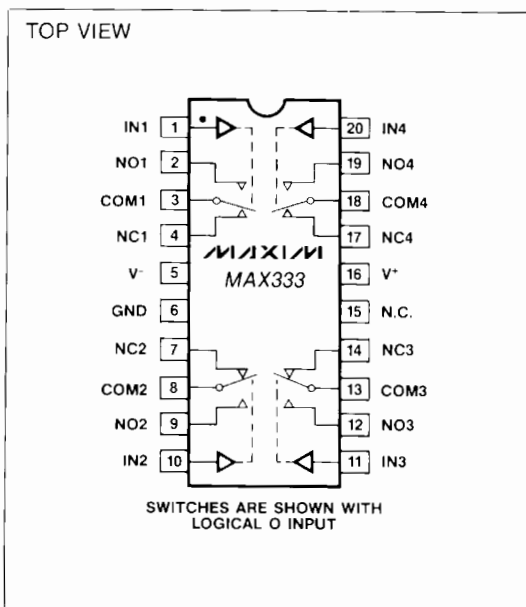 TOP VIEW
IN1 1 20 IN4
NO1 2 19 NO4
COM1 3 18 COM4
NC1 4 17 NC4
MAXIM
V- 5 16 V+
MAX333
GND 6 15 N.C.
NC2 7 14 NC3
COM2 8 13 COM3
NO2 9 12 NO3
IN2 10 11 IN3
SWITCHES ARE SHOWN WITH
LOGICAL O INPUT